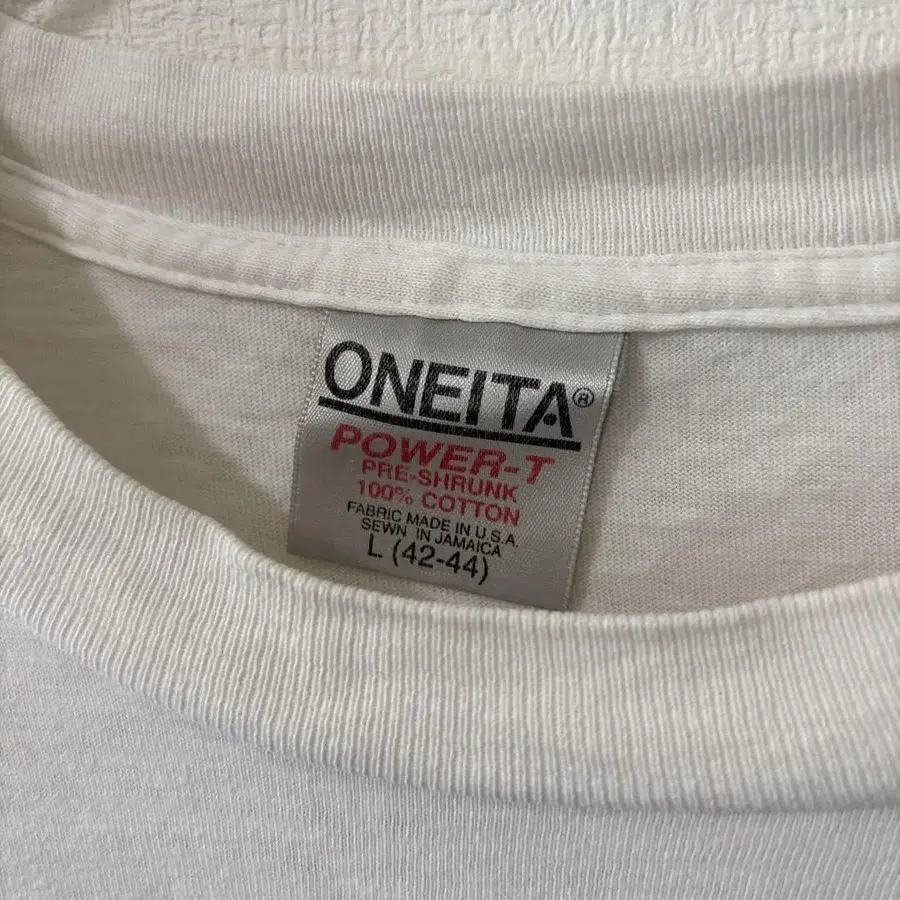 ONEITA®
POWER-T
PRE-SHRUNK
100% COTTON
FABRIC MADE IN U.S.A.
SEWN IN JAMAICA
L (42-44)